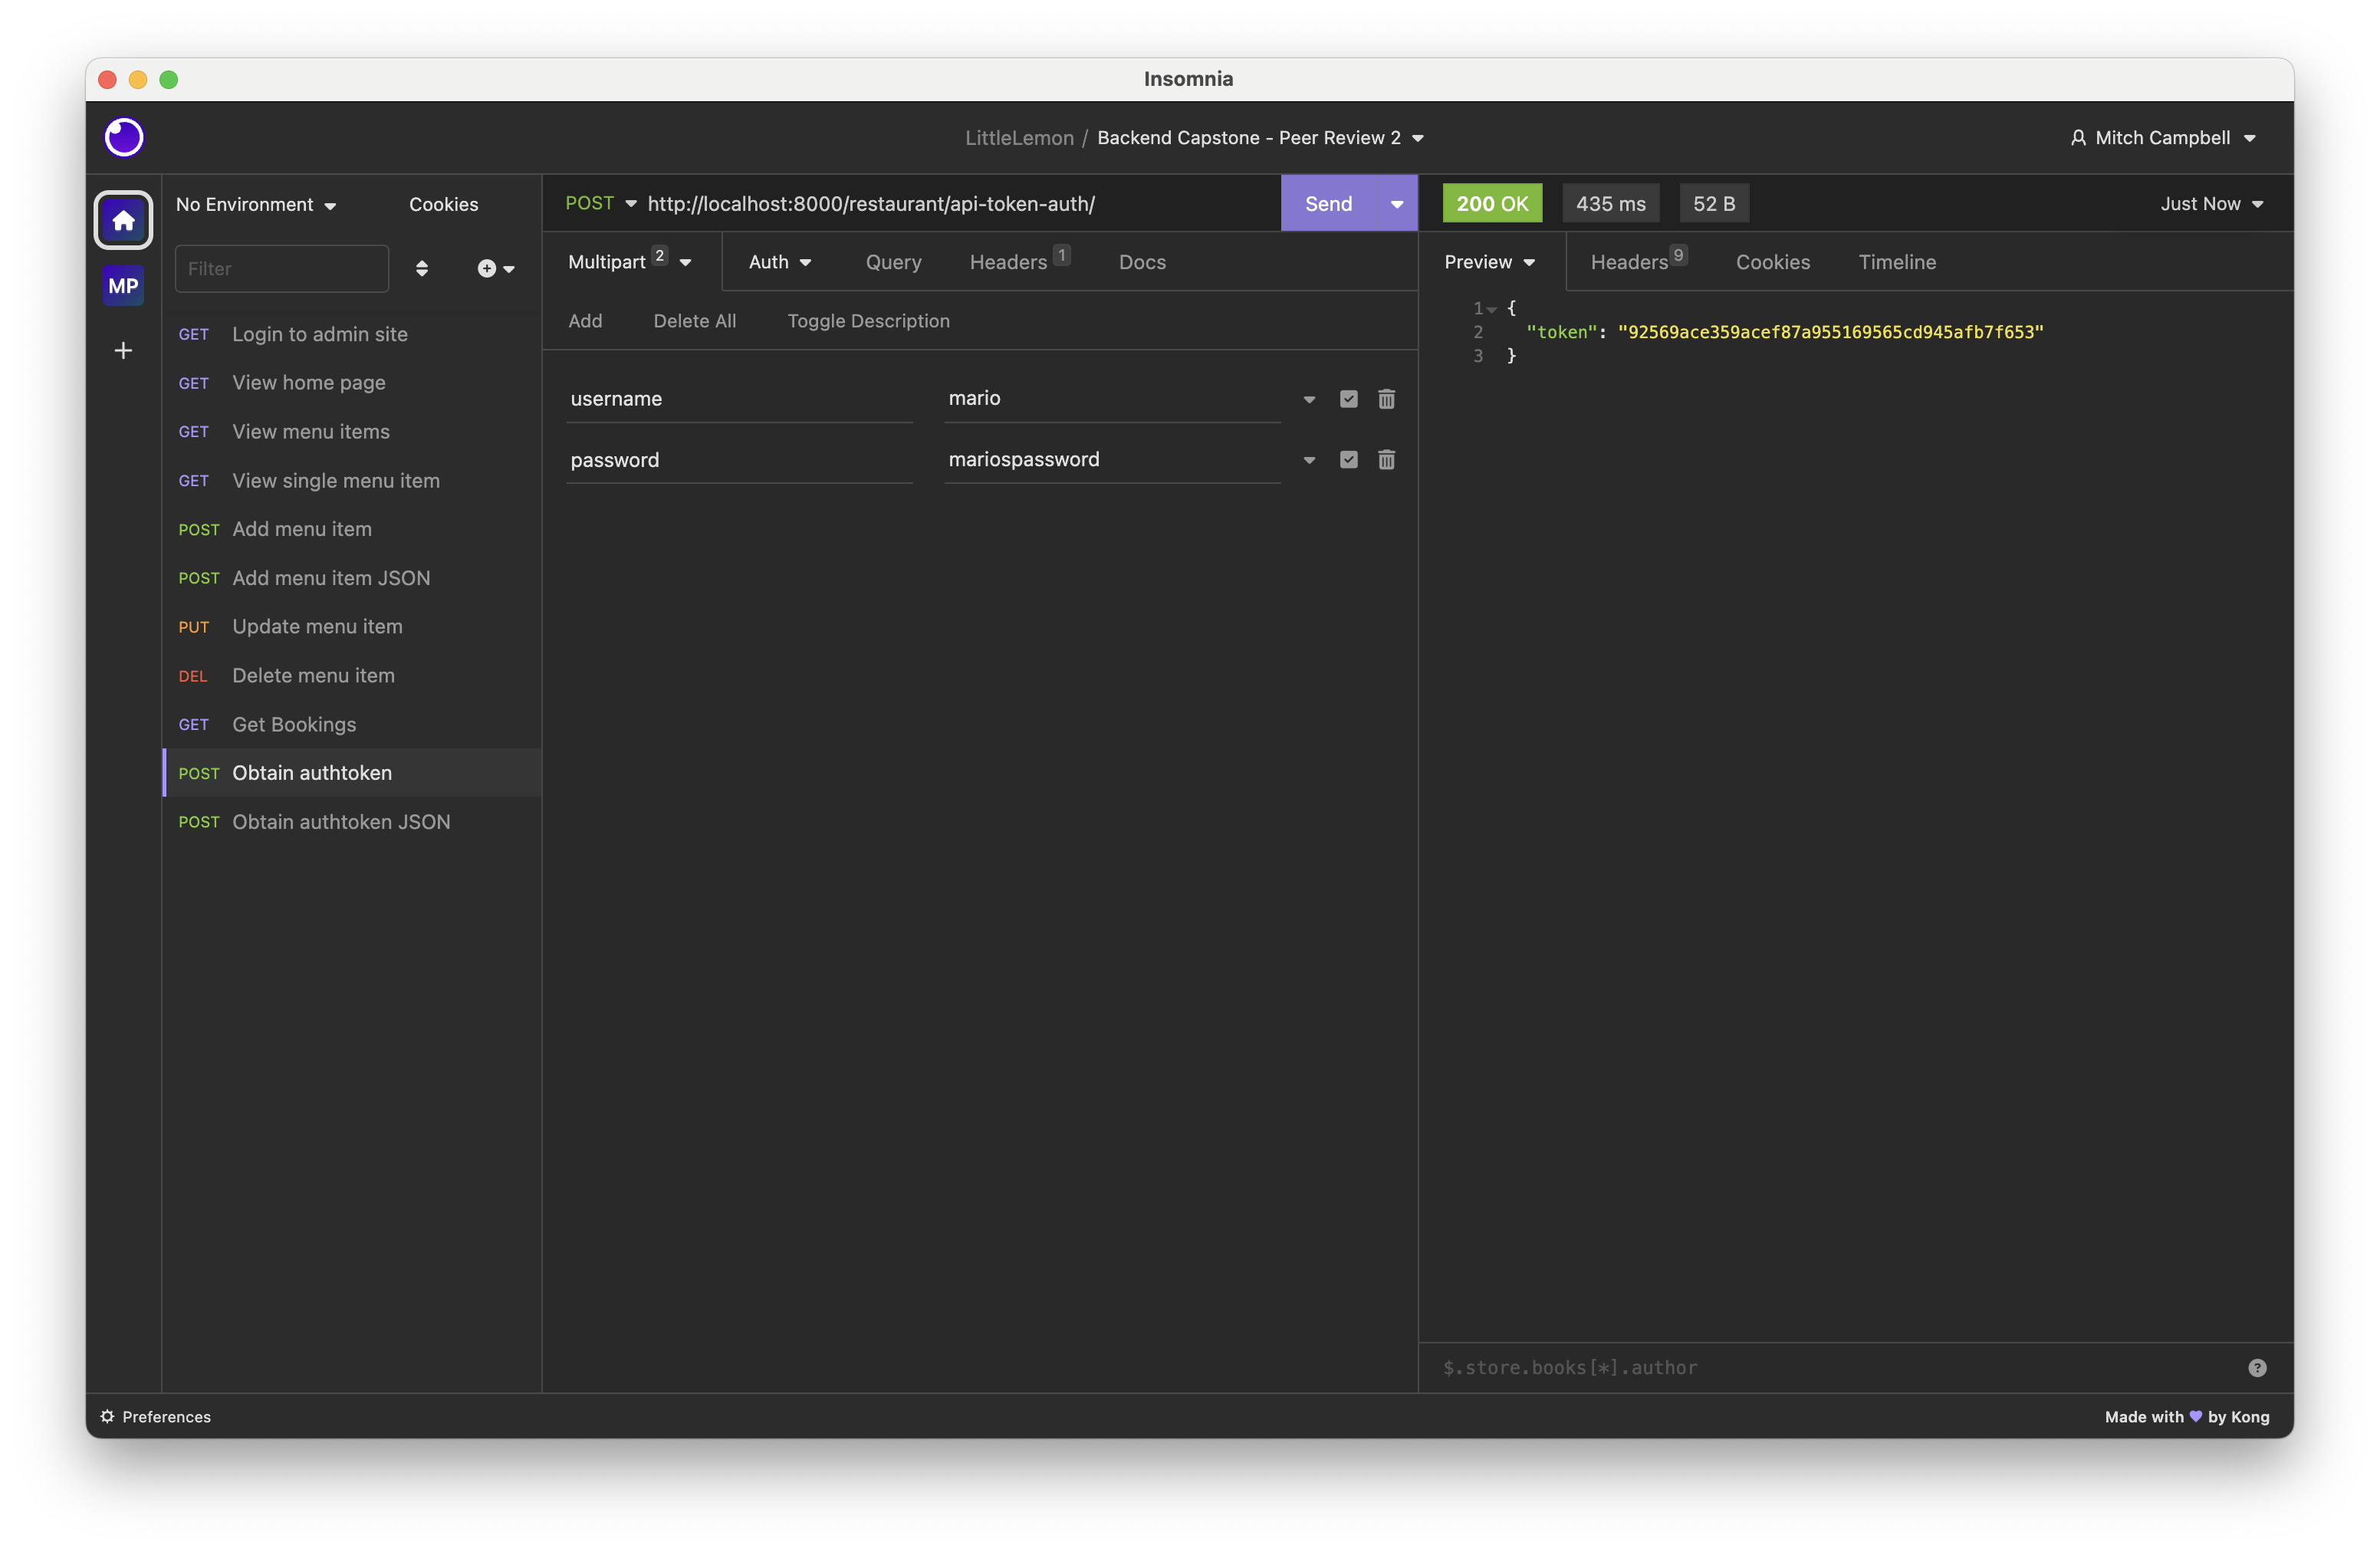 Insomnia
LittleLemon / Backend Capstone - Peer Review 2
Mitch Campbell
MP
No Environment
Cookies
Filter
GET Login to admin site
GET View home page
GET View menu items
GET View single menu item
POST Add menu item
POST Add menu item JSON
PUT Update menu item
DEL Delete menu item
GET Get Bookings
POST Obtain authtoken
POST Obtain authtoken JSON
POST http://localhost:8000/restaurant/api-token-auth/ Send
Multipart 2 Auth Query Headers 1 Docs
Add Delete All Toggle Description
username mario
password mariospassword
200 OK 435 ms 52 B Just Now
Preview Headers 9 Cookies Timeline
1 {
2 "token": "92569ace359acef87a955169565cd945afb7f653"
3 }
$.store.books[*].author
Preferences
Made with by Kong